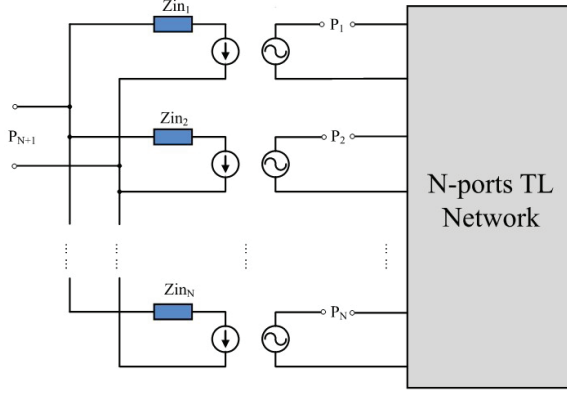 Zin₁
P₁
Pₙ₊₁
Zin₂
P₂
N-ports TL
Network
Zinₙ
Pₙ